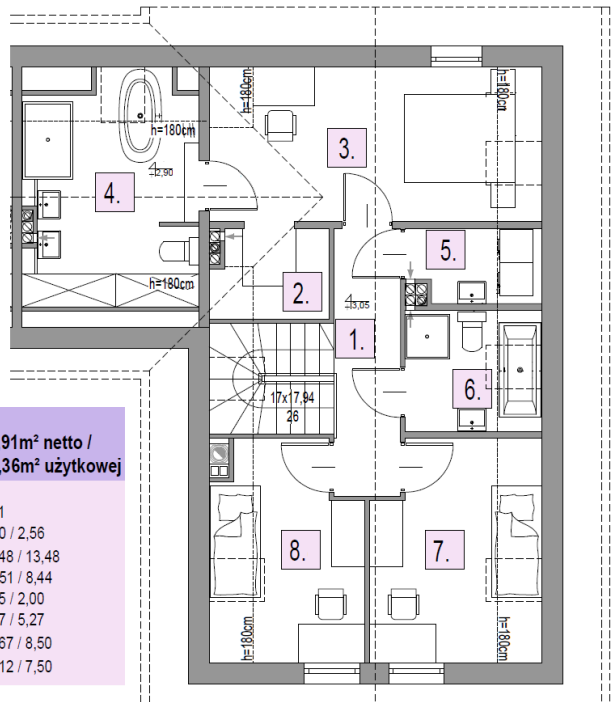 h=180cm
h=180cm
h=180cm
3.
2,90
4.
5.
h=180cm
2.
3,05
1.
17x17,94
26
6.
91m² netto /
,36m² użytkowej
1
0 / 2,56
48 / 13,48
51 / 8,44
5 / 2,00
7 / 5,27
67 / 8,50
12 / 7,50
8.
7.
h=180cm
h=180cm